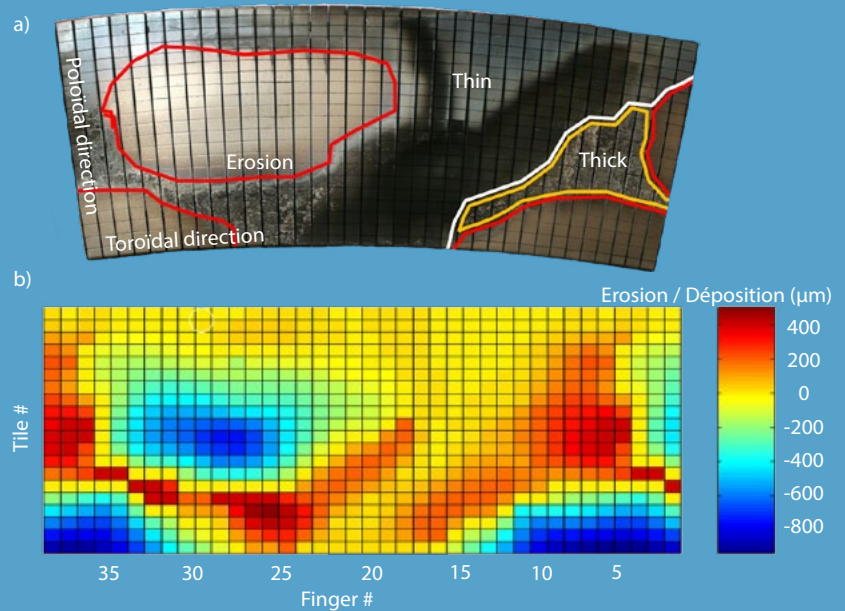 a)
Poloïdal direction
Thin
Erosion
Thick
Toroïdal direction
b)
Erosion / Déposition (µm)
400
200
0
-200
-400
-600
-800
Tile #
35 30 25 20 15 10 5
Finger #